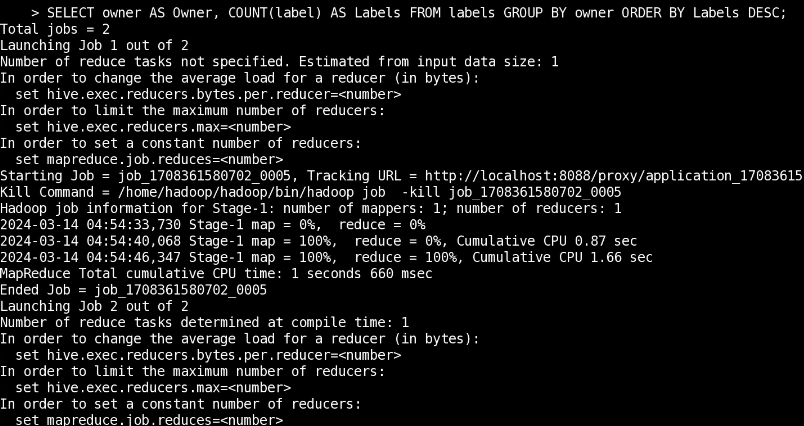 > SELECT owner AS Owner, COUNT(label) AS Labels FROM labels GROUP BY owner ORDER BY Labels DESC;
Total jobs = 2
Launching Job 1 out of 2
Number of reduce tasks not specified. Estimated from input data size: 1
In order to change the average load for a reducer (in bytes):
  set hive.exec.reducers.bytes.per.reducer=<number>
In order to limit the maximum number of reducers:
  set hive.exec.reducers.max=<number>
In order to set a constant number of reducers:
  set mapreduce.job.reduces=<number>
Starting Job = job_1708361580702_0005, Tracking URL = http://localhost:8088/proxy/application_17083615
Kill Command = /home/hadoop/hadoop/bin/hadoop job  -kill job_1708361580702_0005
Hadoop job information for Stage-1: number of mappers: 1; number of reducers: 1
2024-03-14 04:54:33,730 Stage-1 map = 0%,  reduce = 0%
2024-03-14 04:54:40,068 Stage-1 map = 100%,  reduce = 0%, Cumulative CPU 0.87 sec
2024-03-14 04:54:46,347 Stage-1 map = 100%,  reduce = 100%, Cumulative CPU 1.66 sec
MapReduce Total cumulative CPU time: 1 seconds 660 msec
Ended Job = job_1708361580702_0005
Launching Job 2 out of 2
Number of reduce tasks determined at compile time: 1
In order to change the average load for a reducer (in bytes):
  set hive.exec.reducers.bytes.per.reducer=<number>
In order to limit the maximum number of reducers:
  set hive.exec.reducers.max=<number>
In order to set a constant number of reducers:
  set mapreduce.job.reduces=<number>